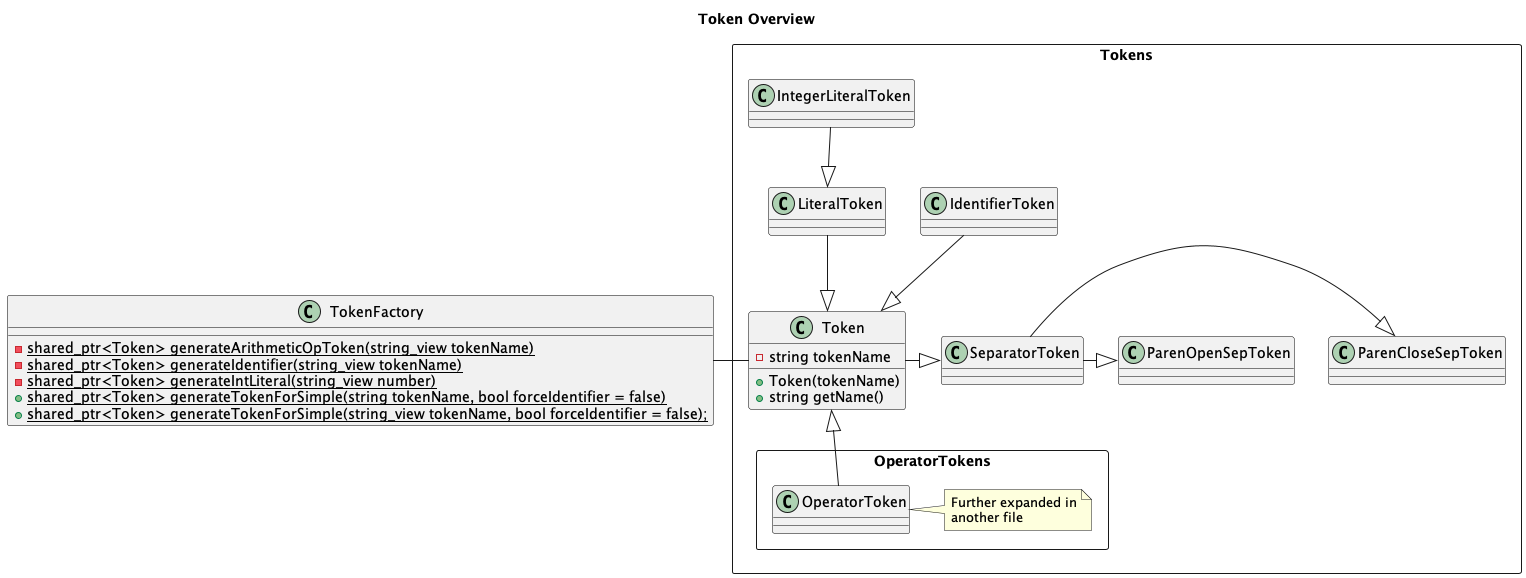 Token Overview
Tokens
C IntegerLiteralToken
C LiteralToken
C IdentifierToken
C TokenFactory
shared_ptr<Token> generateArithmeticOpToken(string_view tokenName)
shared_ptr<Token> generateIdentifier(string_view tokenName)
shared_ptr<Token> generateIntLiteral(string_view number)
shared_ptr<Token> generateTokenForSimple(string tokenName, bool forceIdentifier = false)
shared_ptr<Token> generateTokenForSimple(string_view tokenName, bool forceIdentifier = false);
C Token
string tokenName
Token(tokenName)
string getName()
C SeparatorToken
C ParenOpenSepToken
C ParenCloseSepToken
OperatorTokens
C OperatorToken
Further expanded in
another file